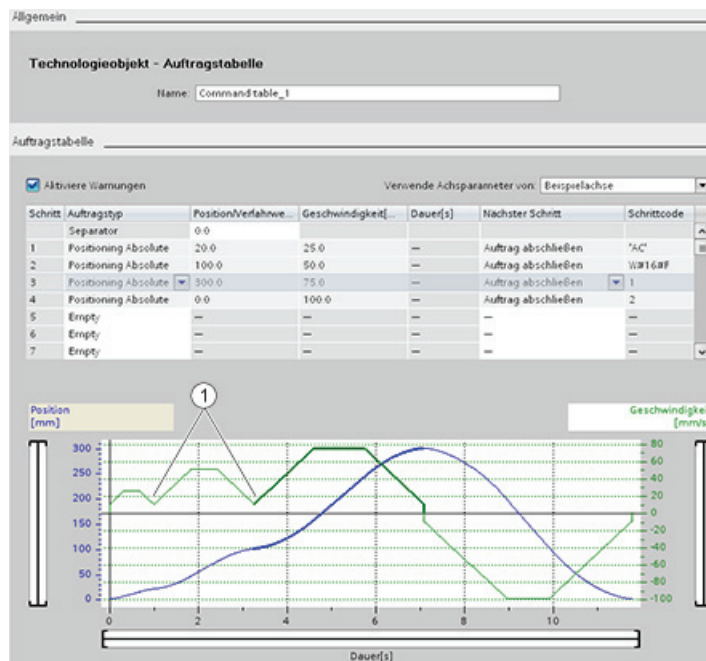 Allgemein
Technologieobjekt - Auftragstabelle
Name: Command table_1
Auftragstabelle
Aktiviere Warnungen Verwende Achsparameter von: Beispielachse
Schritt Auftragstyp Position/Verfahrwe... Geschwindigkeit[... Dauer[s] Nächster Schritt Schrittcode
Separator 0.0
1 Positioning Absolute 20.0 25.0 — Auftrag abschließen "AC"
2 Positioning Absolute 100.0 50.0 — Auftrag abschließen W#16#F
3 Positioning Absolute 300.0 75.0 — Auftrag abschließen 1
4 Positioning Absolute 0.0 100.0 — Auftrag abschließen 2
5 Empty — — — — —
6 Empty — — — — —
7 Empty — — — — —
1
Position
[mm]
Geschwindigkei
[mm/s
300
250
200
150
100
50
0
80
60
40
20
0
-20
-40
-60
-80
-100
0 2 4 6 8 10
Dauer[s]